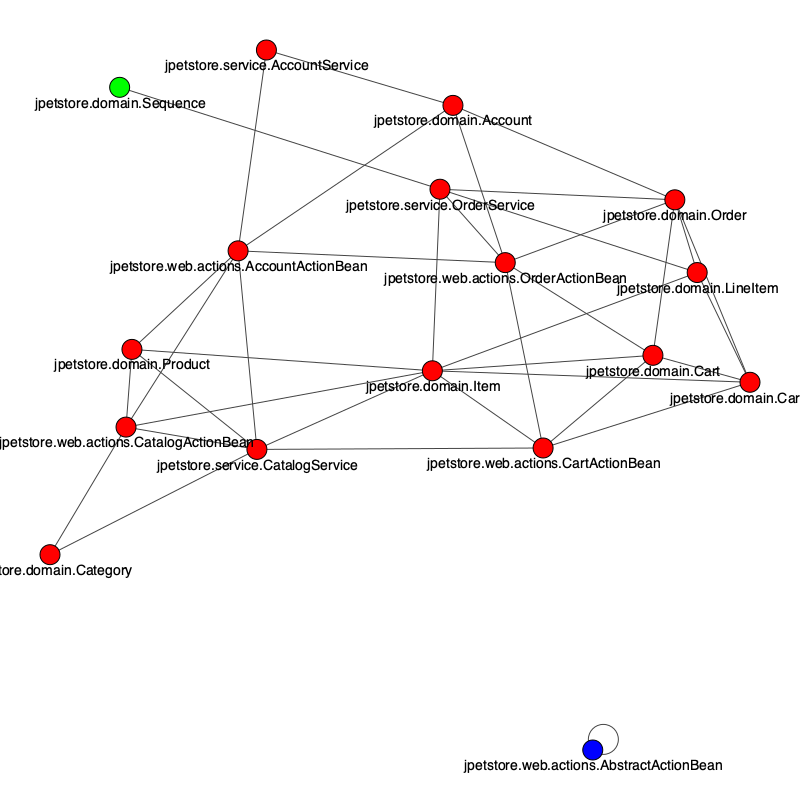 jpetstore.service.AccountService
jpetstore.domain.Sequence
jpetstore.domain.Account
jpetstore.service.OrderService
jpetstore.domain.Order
jpetstore.web.actions.AccountActionBean
jpetstore.web.actions.OrderActionBean
jpetstore.domain.LineItem
jpetstore.domain.Product
jpetstore.domain.Cart
jpetstore.domain.Item
jpetstore.domain.Car
jpetstore.web.actions.CatalogActionBean
jpetstore.service.CatalogService
jpetstore.web.actions.CartActionBean
tore.domain.Category
jpetstore.web.actions.AbstractActionBean